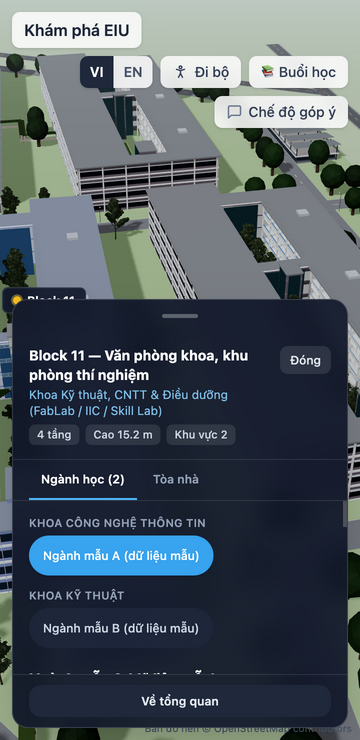 Khám phá EIU
VI
EN
Đi bộ
Buổi học
Chế độ góp ý
Block 11
Block 11 — Văn phòng khoa, khu
phòng thí nghiệm
Đóng
Khoa Kỹ thuật, CNTT & Điều dưỡng
(FabLab / IIC / Skill Lab)
4 tầng
Cao 15.2 m
Khu vực 2
Ngành học (2)
Tòa nhà
KHOA CÔNG NGHỆ THÔNG TIN
Ngành mẫu A (dữ liệu mẫu)
KHOA KỸ THUẬT
Ngành mẫu B (dữ liệu mẫu)
Về tổng quan
Bản đồ nền © OpenStreetMap contributors